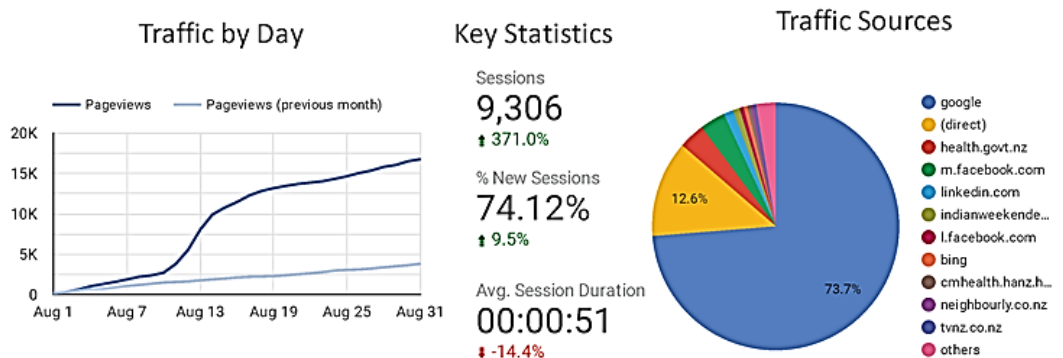 Traffic by Day
Pageviews
Pageviews (previous month)
20K
15K
10K
5K
0
Aug 1
Aug 7
Aug 13
Aug 19
Aug 25
Aug 31
Key Statistics
Sessions
9,306
371.0%
% New Sessions
74.12%
9.5%
Avg. Session Duration
00:00:51
-14.4%
Traffic Sources
12.6%
73.7%
google
(direct)
health.govt.nz
m.facebook.com
linkedin.com
indianweekende...
l.facebook.com
bing
cmhealth.hanz.h...
neighbourly.co.nz
tvnz.co.nz
others